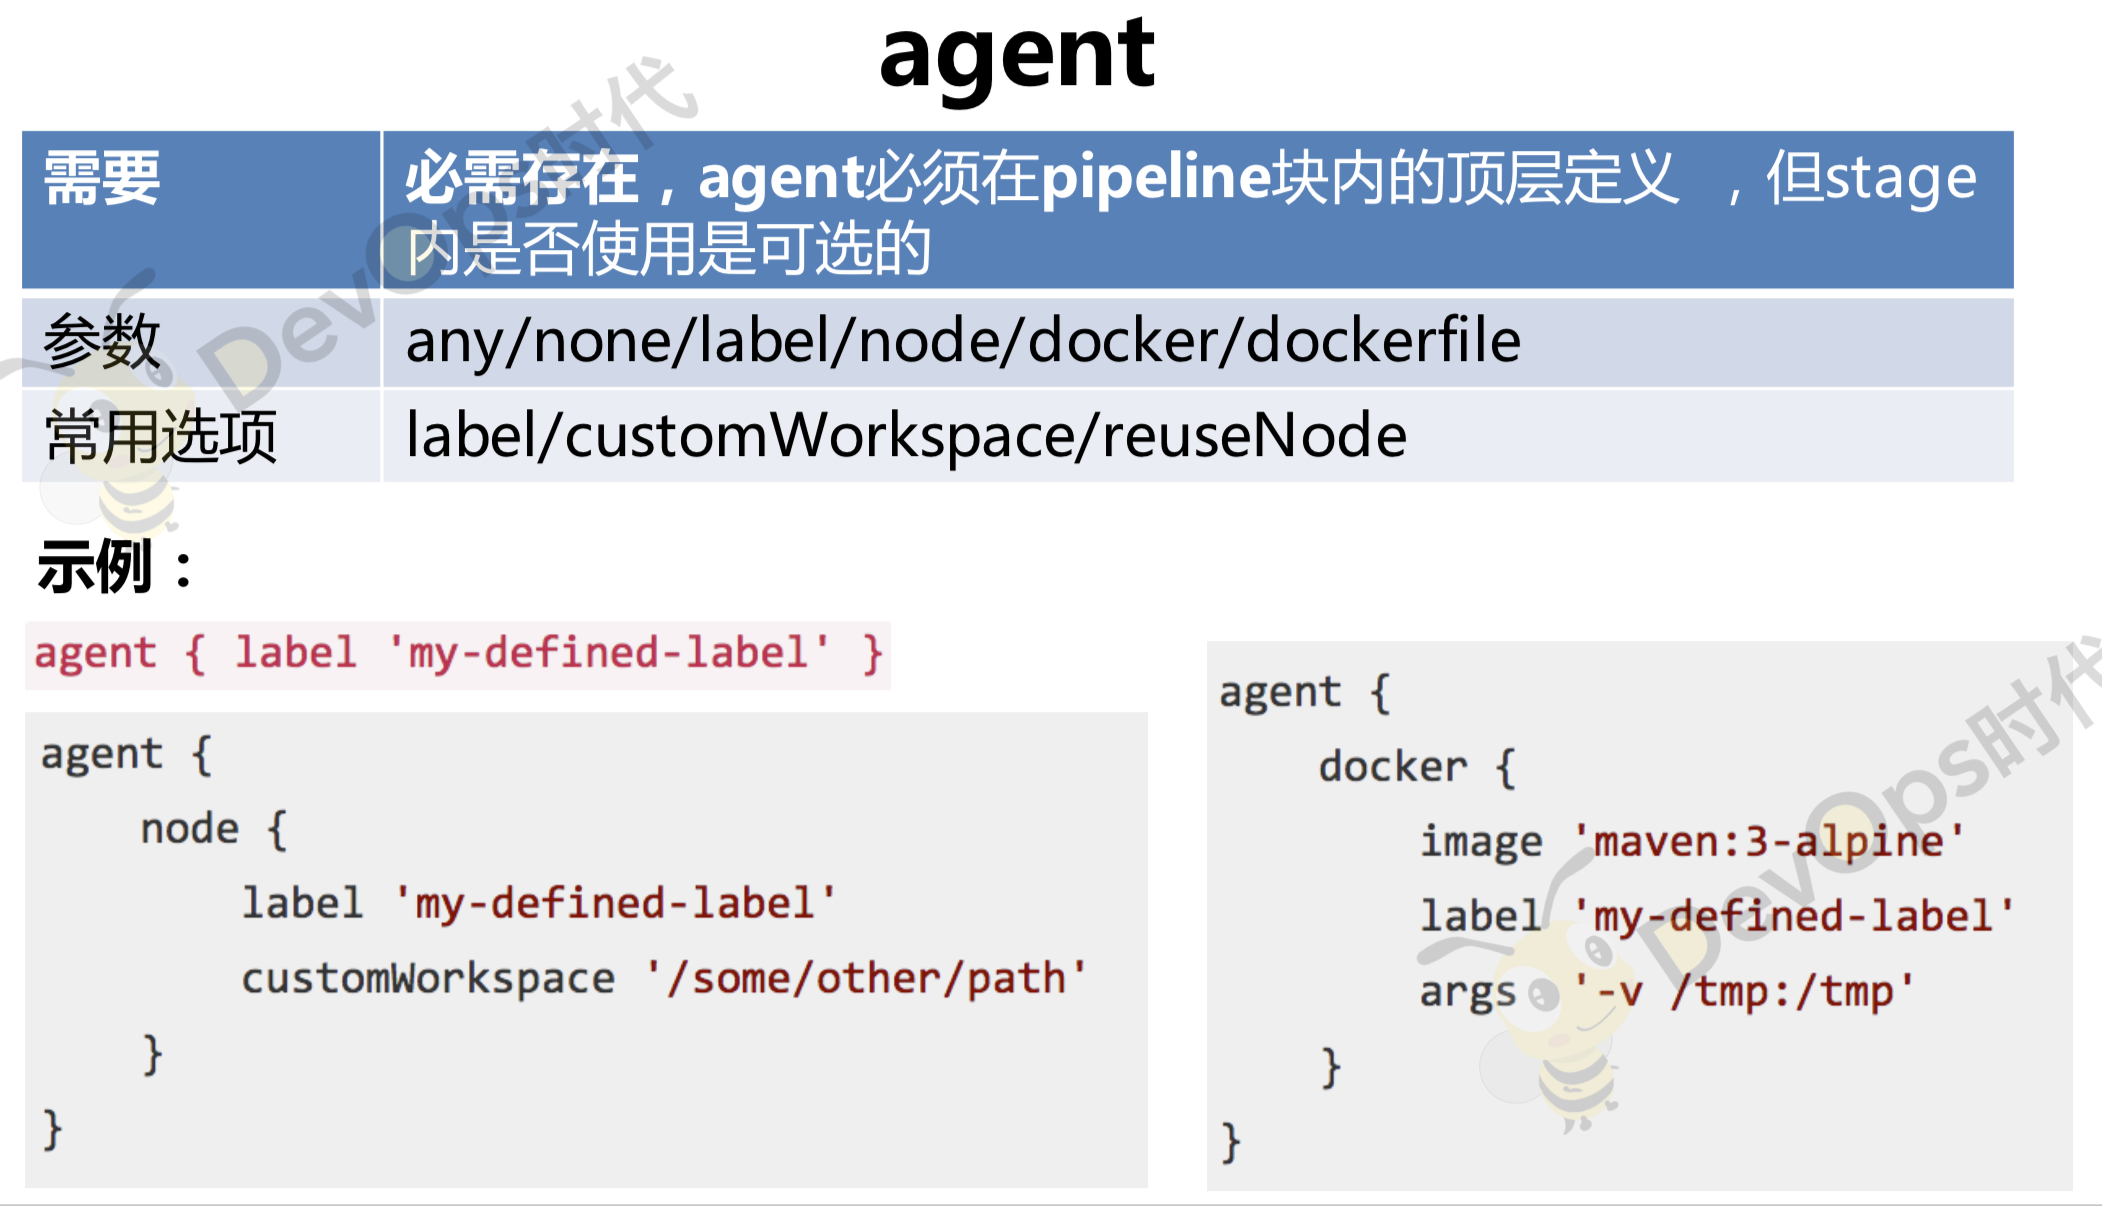 agent
需要
必需存在，agent必须在pipeline块内的顶层定义 ，但stage
内是否使用是可选的
参数
any/none/label/node/docker/dockerfile
常用选项
label/customWorkspace/reuseNode
示例：
agent { label 'my-defined-label' }
agent {
node {
label 'my-defined-label'
customWorkspace '/some/other/path'
}
}
agent {
docker {
image 'maven:3-alpine'
label 'my-defined-label'
args '-v /tmp:/tmp'
}
}
DevOps时代
DevOps时代